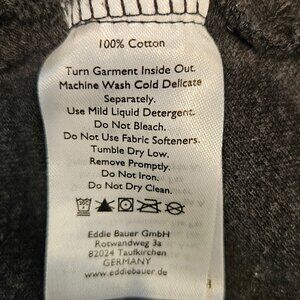 100% Cotton
Turn Garment Inside Out.
Machine Wash Cold Delicate
Separately.
Use Mild Liquid Detergent.
Do Not Bleach.
Do Not Use Fabric Softeners.
Tumble Dry Low.
Remove Promptly.
Do Not Iron.
Do Not Dry Clean.
Eddie Bauer GmbH
Rotwandweg 3a
82024 Taufkirchen
GERMANY
www.eddiebauer.de